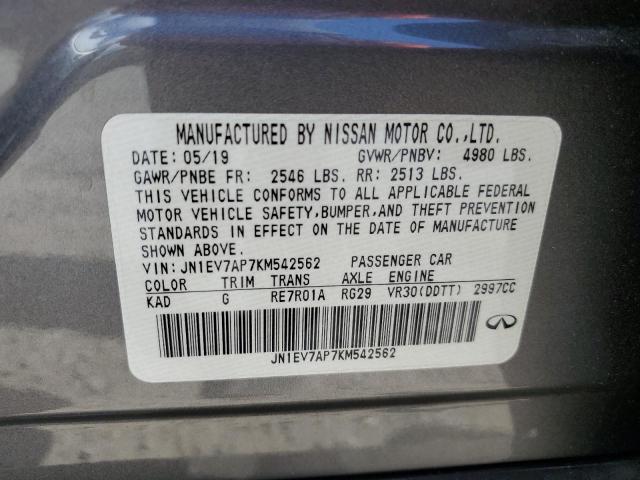 MANUFACTURED BY NISSAN MOTOR CO.,LTD.
DATE: 05/19 GVWR/PNBV: 4980 LBS.
GAWR/PNBE FR: 2546 LBS. RR: 2513 LBS.
THIS VEHICLE CONFORMS TO ALL APPLICABLE FEDERAL
MOTOR VEHICLE SAFETY,BUMPER,AND THEFT PREVENTION
STANDARDS IN EFFECT ON THE DATE OF MANUFACTURE
SHOWN ABOVE.
VIN: JN1EV7AP7KM542562 PASSENGER CAR
COLOR TRIM TRANS AXLE ENGINE
KAD G RE7R01A RG29 VR30(DDTT) 2997CC
JN1EV7AP7KM542562